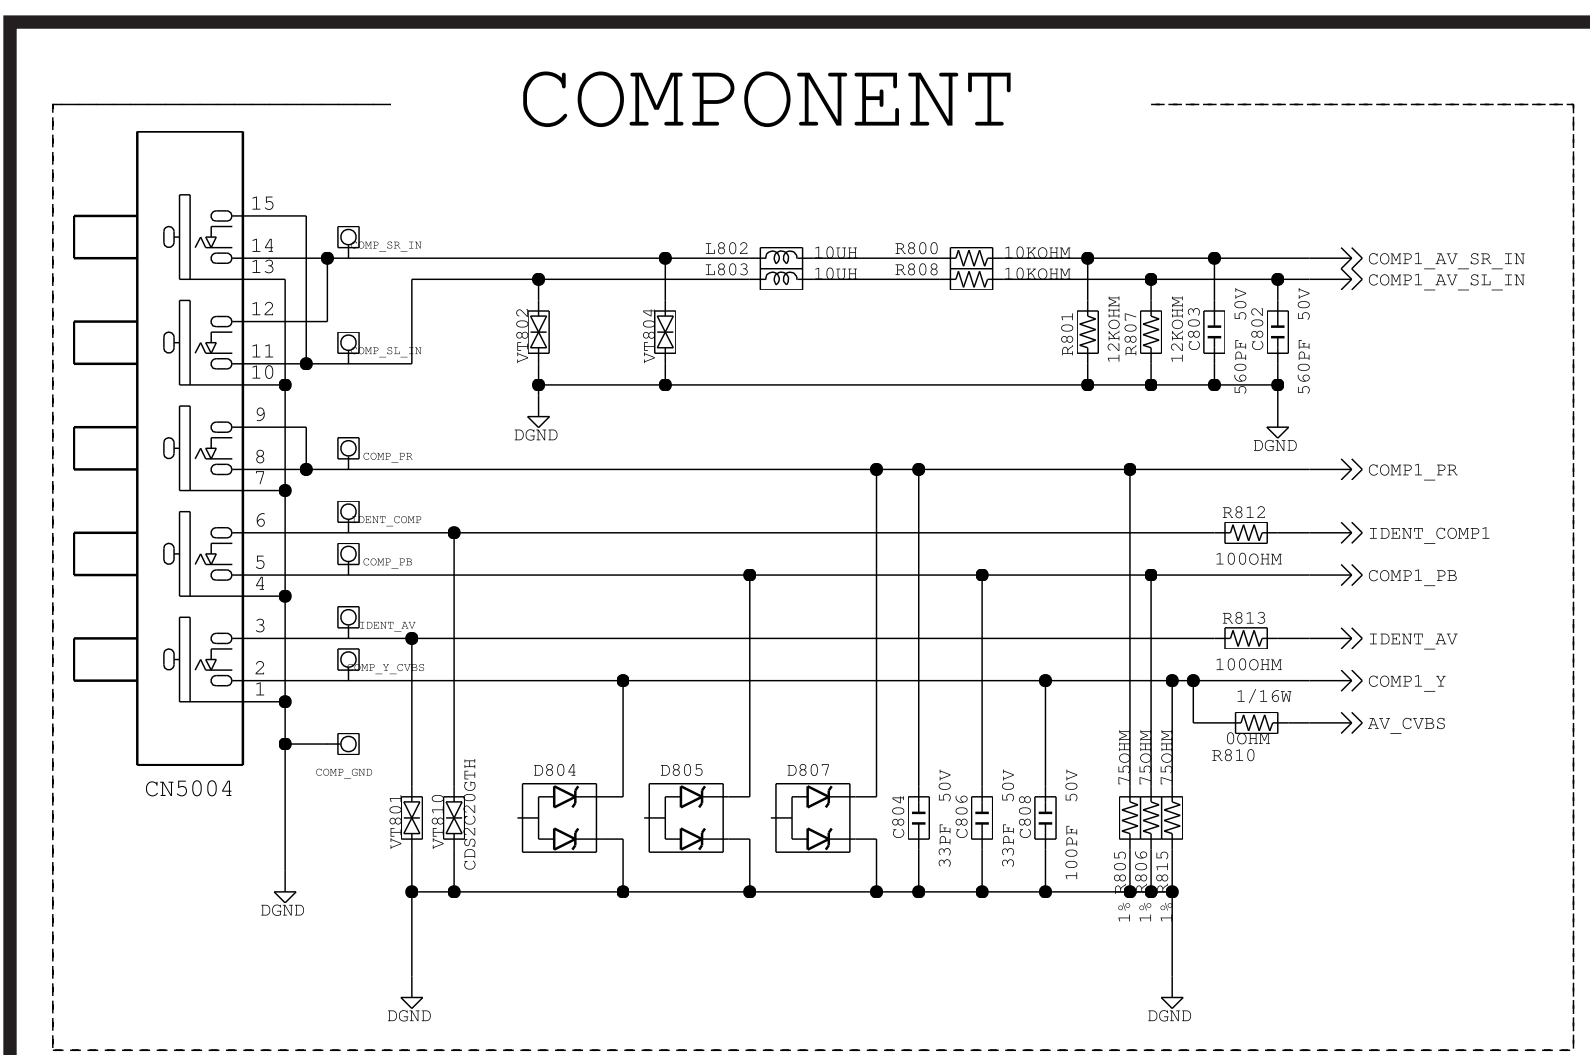 COMPONENT
15
14
13
12
11
10
9
8
7
6
5
4
3
2
1
CN5004
COMP_SR_IN
COMP_SL_IN
COMP_PR
IDENT_COMP
COMP_PB
IDENT_AV
COMP_Y_CVBS
COMP_GND
DGND
L802 10UH R800 10KOHM
L803 10UH R808 10KOHM
VT802
VT804
DGND
R801 12KOHM
R807 12KOHM
C803 560PF 50V
C802 560PF 50V
DGND
COMP1_AV_SR_IN
COMP1_AV_SL_IN
COMP1_PR
R812
IDENT_COMP1
100OHM
COMP1_PB
R813
IDENT_AV
100OHM
COMP1_Y
1/16W
AV_CVBS
0OHM
R810
VT801
VT810
CDS2C20GTH
D804
D805
D807
C804 33PF 50V
C806 33PF 50V
C808 100PF 50V
R805 75OHM 1%
R806 75OHM 1%
R815 75OHM 1%
DGND
DGND